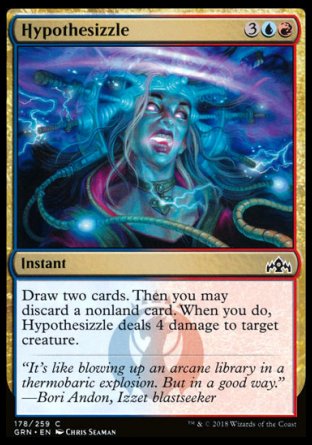 Hypothesizzle 3
Instant
Draw two cards. Then you may
discard a nonland card. When you do,
Hypothesizzle deals 4 damage to target
creature.
"It's like blowing up an arcane library in a
thermobaric explosion. But in a good way."
—Bori Andon, Izzet blastseeker
178/259 C
GRN • EN Chris Seaman
™ & © 2018 Wizards of the Coast